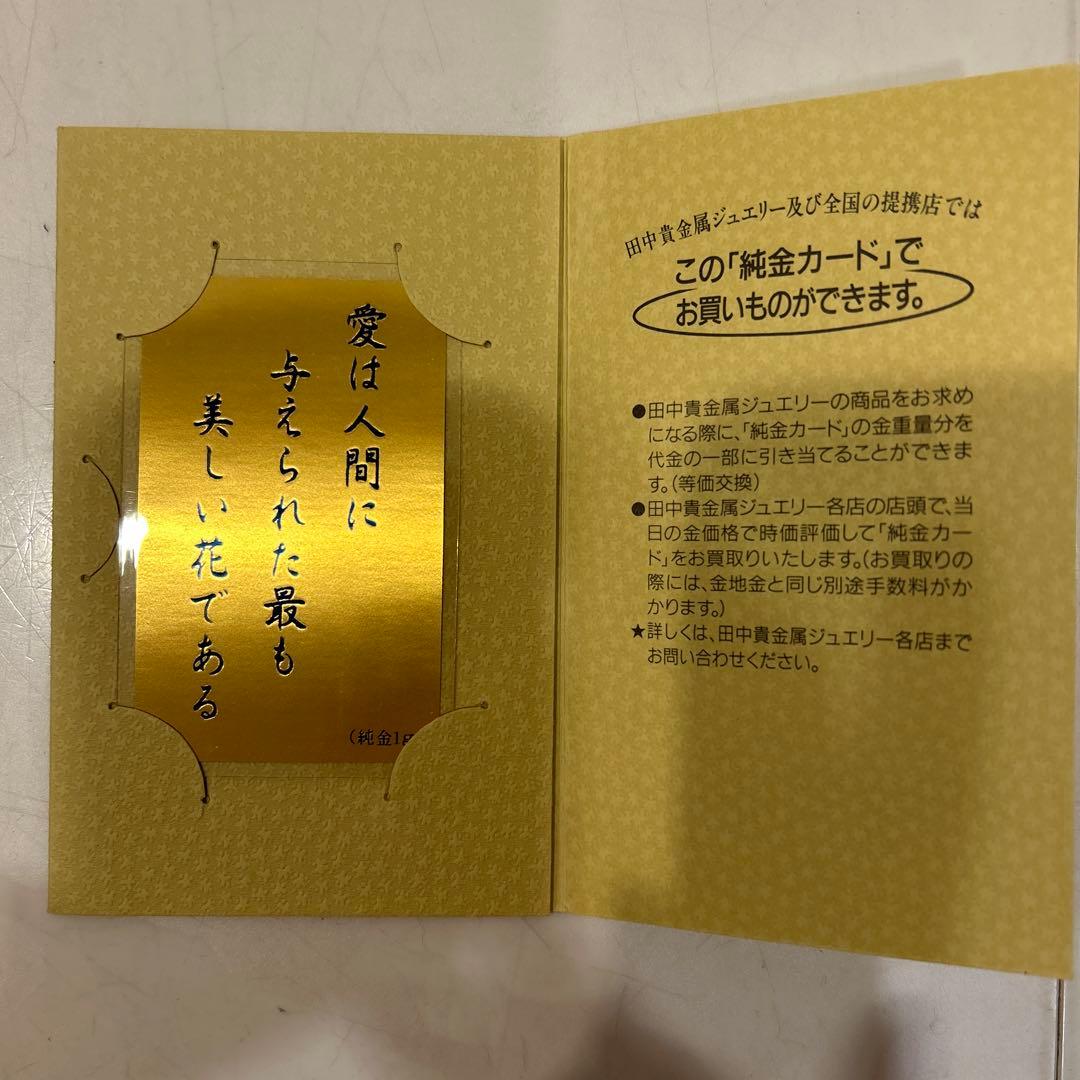 愛は人間に
与えられた最も
美しい花である
(純金1g
田中貴金属ジュエリー及び全国の提携店では
この「純金カード」で
お買いものができます。
●田中貴金属ジュエリーの商品をお求め
になる際に、「純金カード」の金重量分を
代金の一部に引き当てることができま
す。(等価交換)
●田中貴金属ジュエリー各店の店頭で、当
日の金価格で時価評価して「純金カー
ド」をお買取りいたします。(お買取りの
際には、金地金と同じ別途手数料がか
かります。)
★詳しくは、田中貴金属ジュエリー各店まで
お問い合わせください。